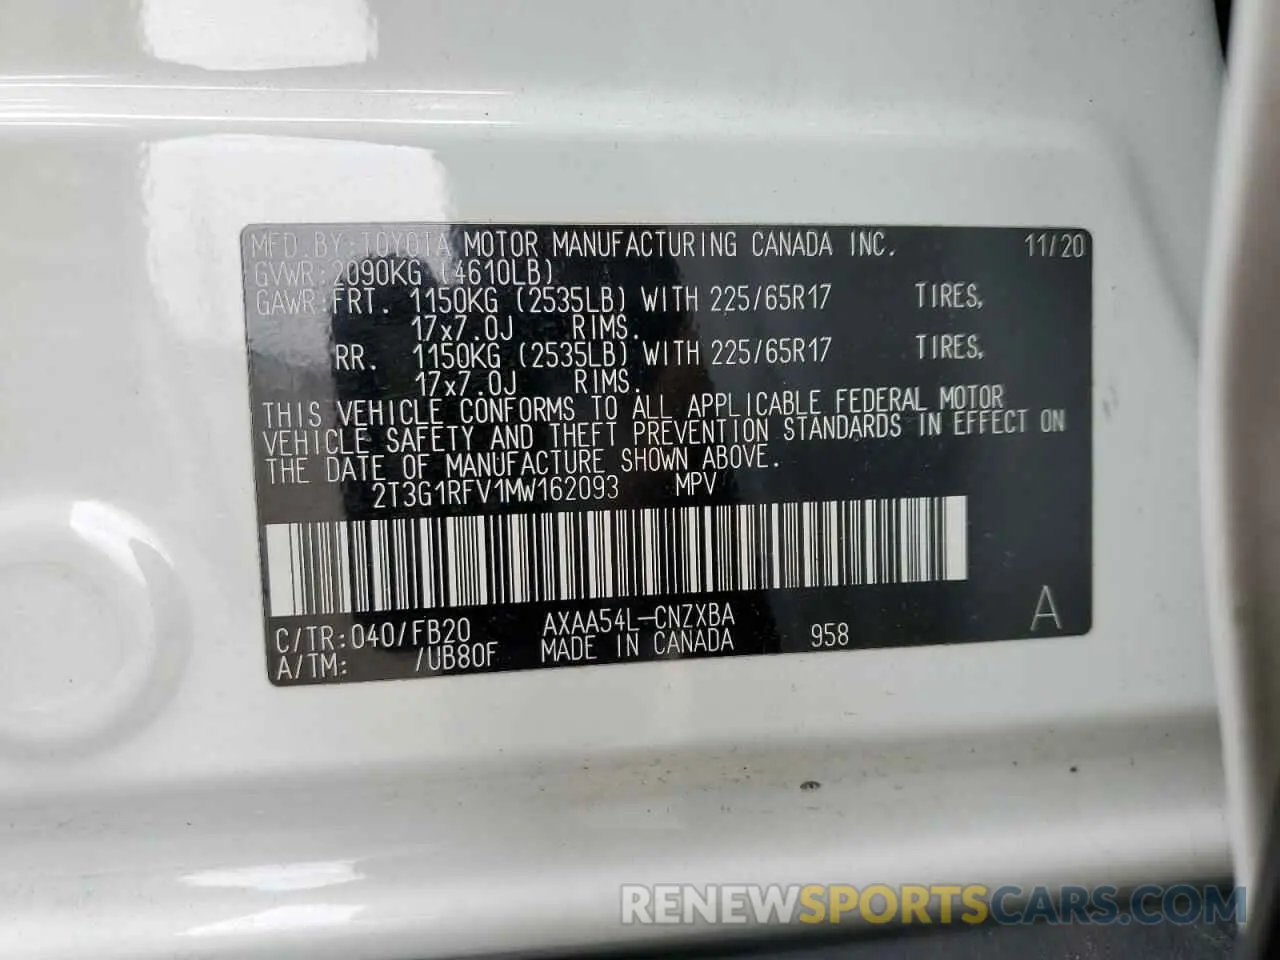 MFD.BY:TOYOTA MOTOR MANUFACTURING CANADA INC. 11/20
GVWR:2090KG (4610LB)
GAWR:FRT. 1150KG (2535LB) WITH 225/65R17 TIRES,
17x7.0J RIMS.
RR. 1150KG (2535LB) WITH 225/65R17 TIRES,
17x7.0J RIMS.
THIS VEHICLE CONFORMS TO ALL APPLICABLE FEDERAL MOTOR
VEHICLE SAFETY AND THEFT PREVENTION STANDARDS IN EFFECT ON
THE DATE OF MANUFACTURE SHOWN ABOVE.
2T3G1RFV1MW162093 MPV
C/TR:040/FB20 AXAA54L-CNZXBA A
A/TM: /UB80F MADE IN CANADA 958
RENEWSPORTSCARS.COM